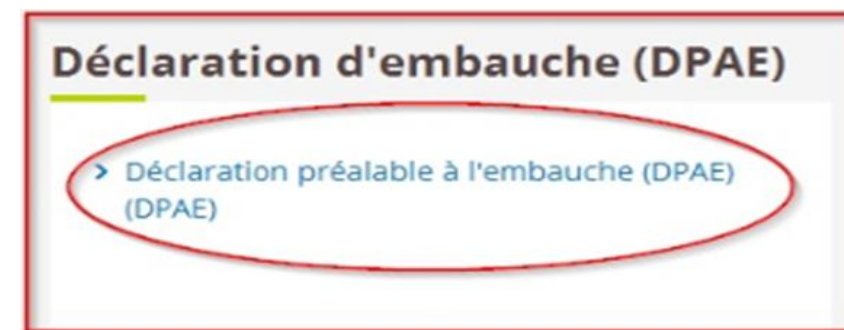 Déclaration d'embauche (DPAE)
> Déclaration préalable à l'embauche (DPAE)
(DPAE)